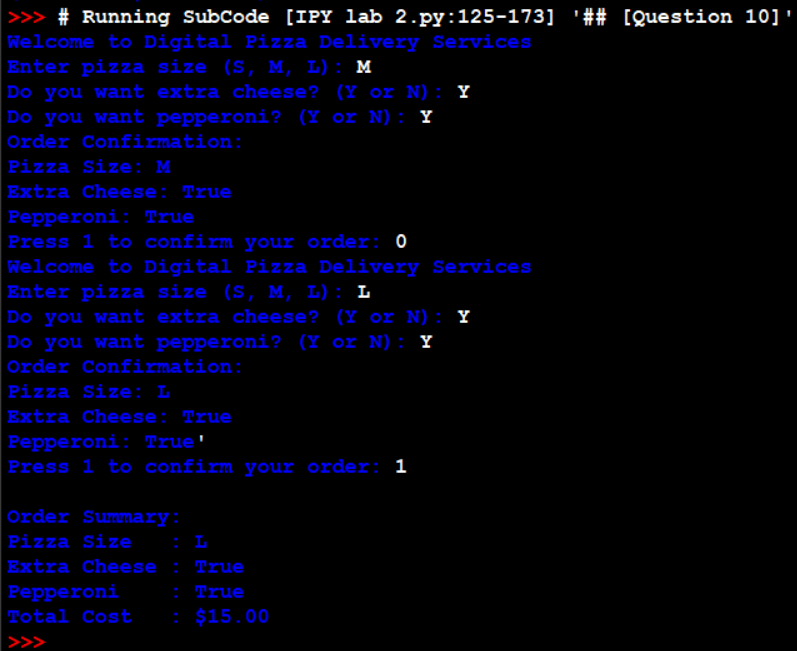 >>> # Running SubCode [IPY lab 2.py:125-173] '## [Question 10]'
Welcome to Digital Pizza Delivery Services
Enter pizza size (S, M, L): M
Do you want extra cheese? (Y or N): Y
Do you want pepperoni? (Y or N): Y
Order Confirmation:
Pizza Size: M
Extra Cheese: True
Pepperoni: True
Press 1 to confirm your order: 0
Welcome to Digital Pizza Delivery Services
Enter pizza size (S, M, L): L
Do you want extra cheese? (Y or N): Y
Do you want pepperoni? (Y or N): Y
Order Confirmation:
Pizza Size: L
Extra Cheese: True
Pepperoni: True'
Press 1 to confirm your order: 1
Order Summary:
Pizza Size   : L
Extra Cheese : True
Pepperoni    : True
Total Cost   : $15.00
>>>